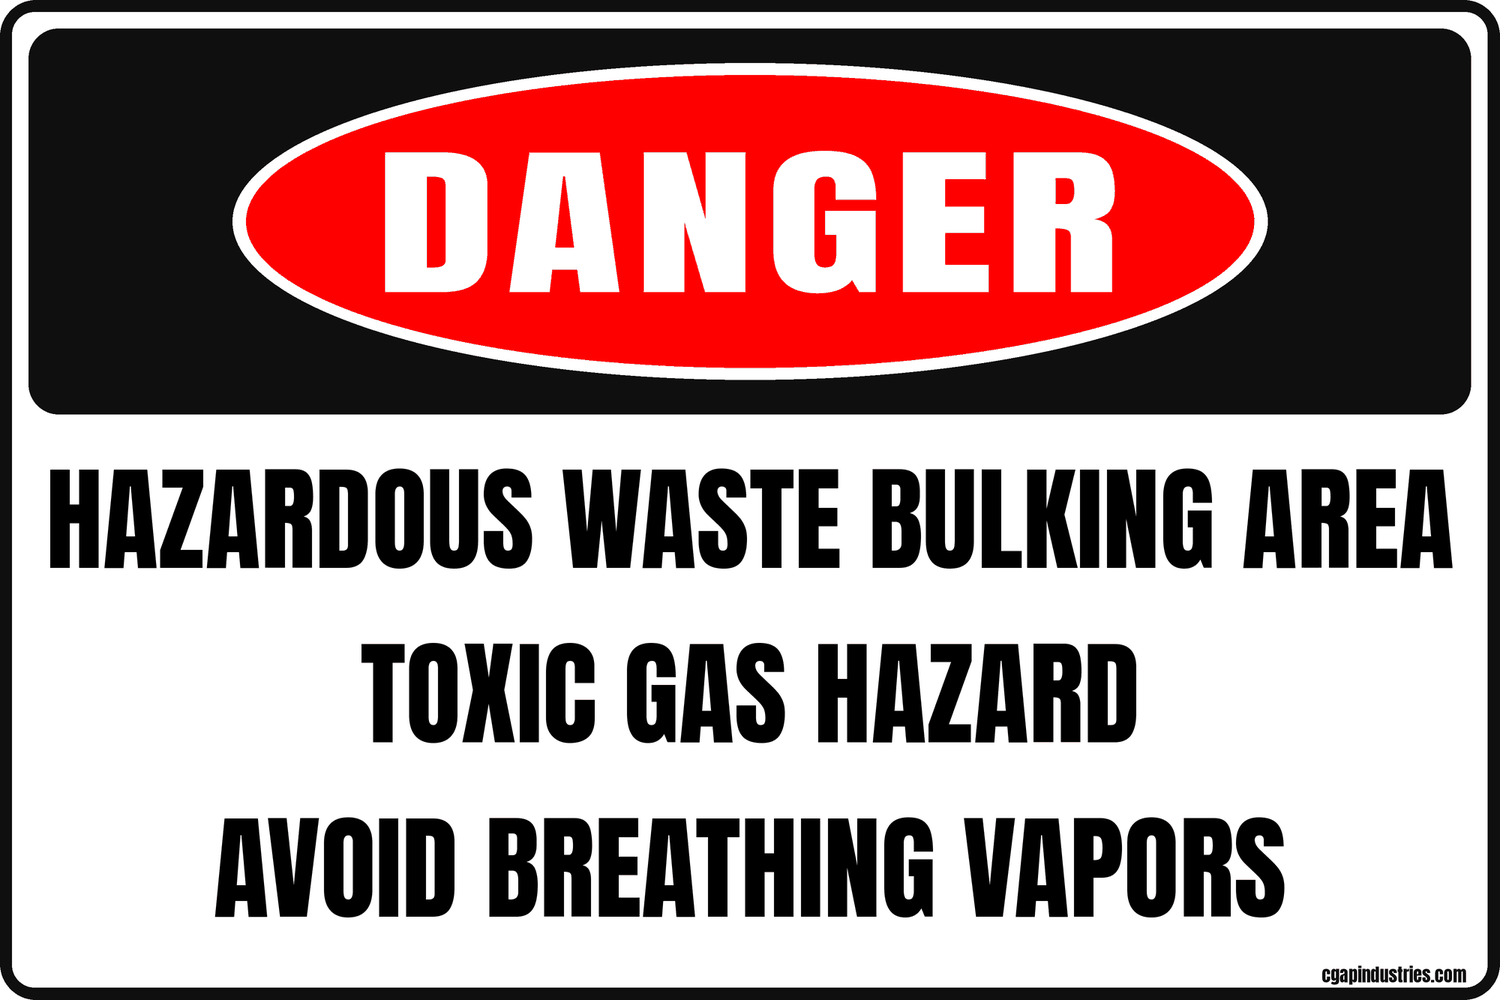 DANGER
HAZARDOUS WASTE BULKING AREA
TOXIC GAS HAZARD
AVOID BREATHING VAPORS
cgapindustries.com